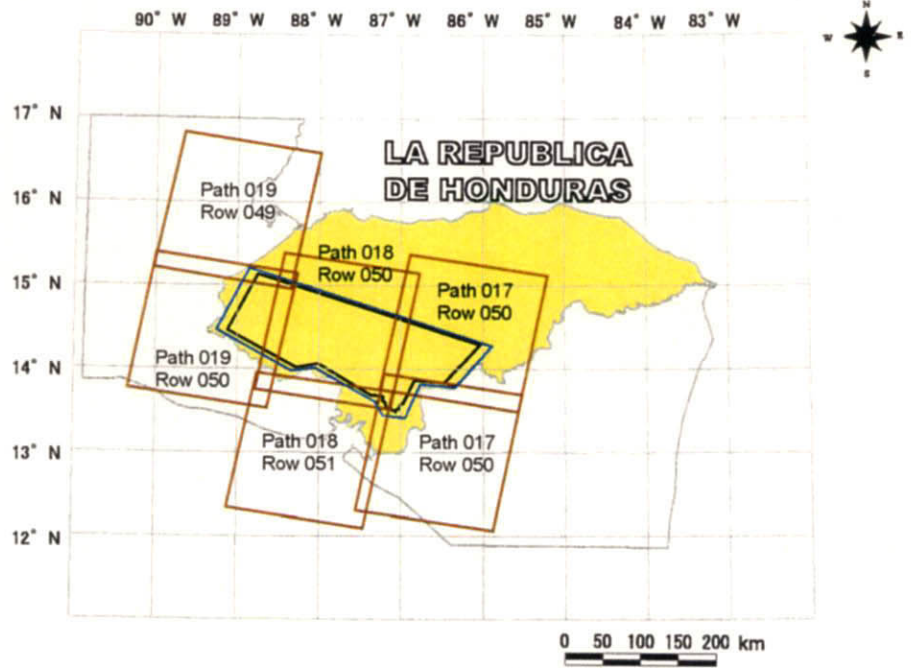 90° W 89° W 88° W 87° W 86° W 85° W 84° W 83° W
N
W E
S
17° N
LA REPUBLICA
DE HONDURAS
16° N
Path 019
Row 049
Path 018
Row 050
15° N
Path 017
Row 050
14° N
Path 019
Row 050
13° N
Path 018
Row 051
Path 017
Row 050
12° N
0 50 100 150 200 km